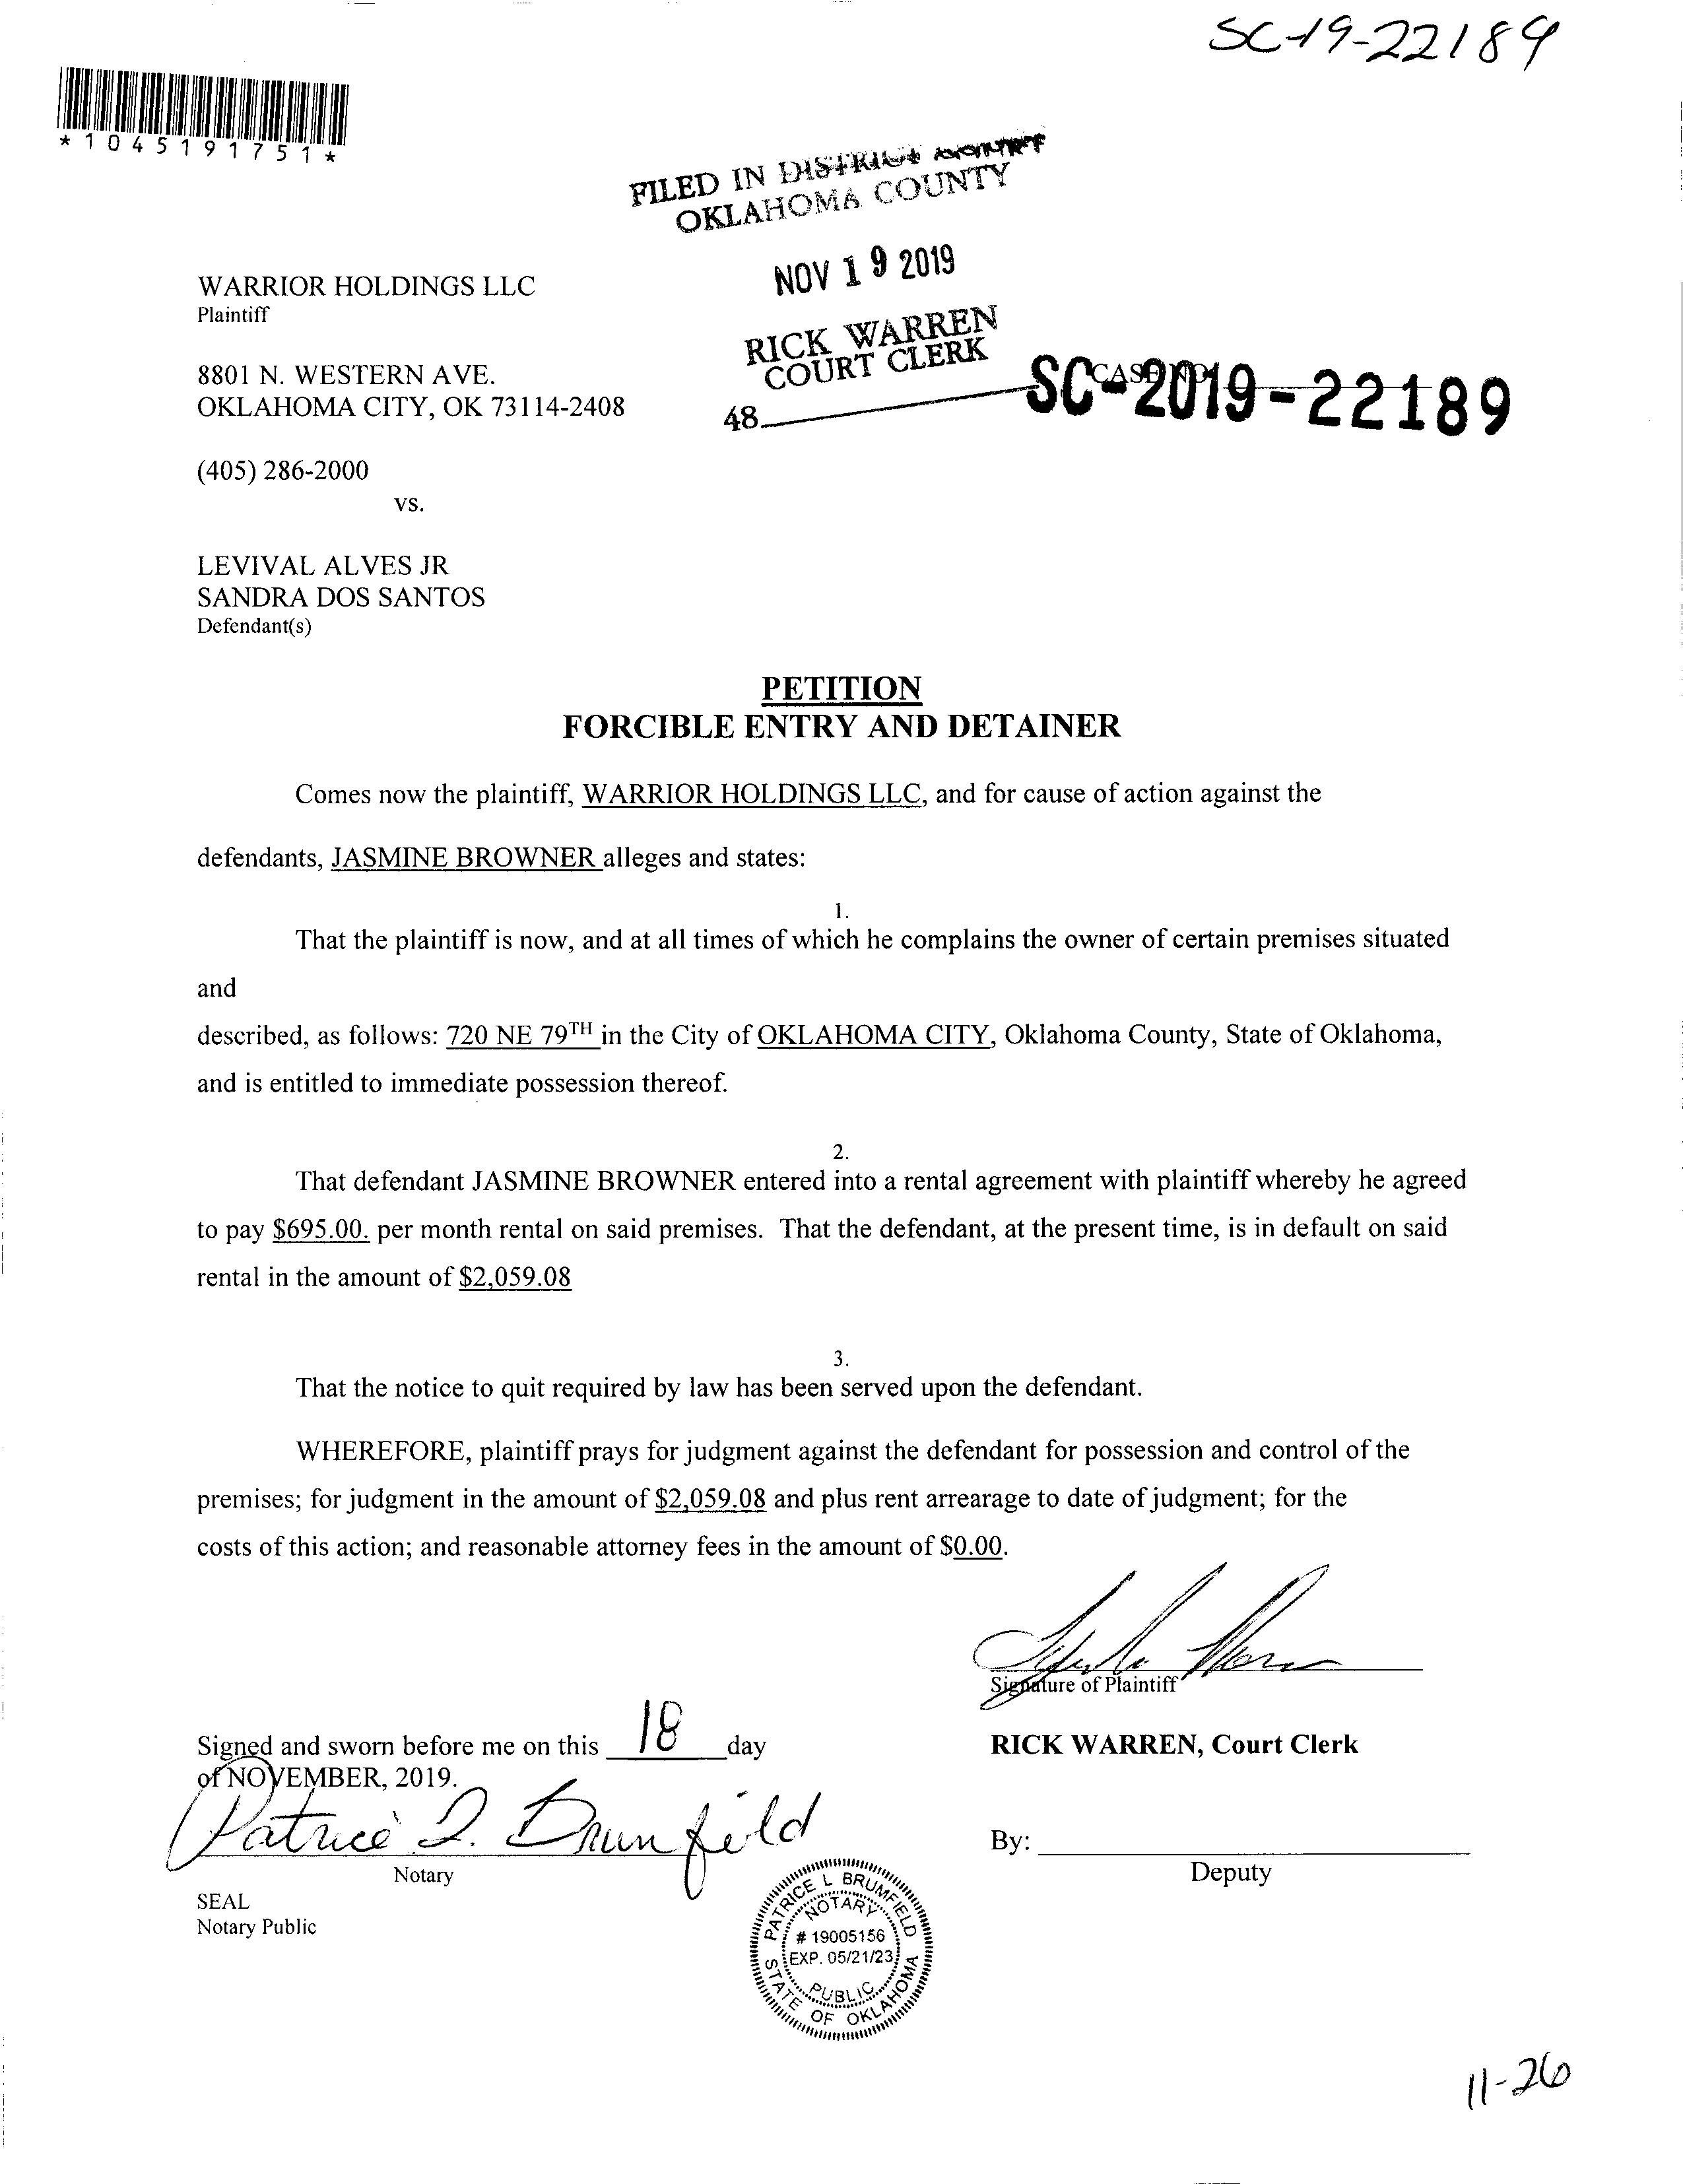 SC-19-22189
*1045191751*
FILED IN DISTRICT COURT
OKLAHOMA COUNTY
NOV 19 2019
RICK WARREN
COURT CLERK
48
SC-2019-22189
WARRIOR HOLDINGS LLC
Plaintiff
8801 N. WESTERN AVE.
OKLAHOMA CITY, OK 73114-2408
(405) 286-2000
vs.
LEVIVAL ALVES JR
SANDRA DOS SANTOS
Defendant(s)
PETITION
FORCIBLE ENTRY AND DETAINER
Comes now the plaintiff, WARRIOR HOLDINGS LLC, and for cause of action against the
defendants, JASMINE BROWNER alleges and states:
1.
That the plaintiff is now, and at all times of which he complains the owner of certain premises situated
and
described, as follows: 720 NE 79TH in the City of OKLAHOMA CITY, Oklahoma County, State of Oklahoma,
and is entitled to immediate possession thereof.
2.
That defendant JASMINE BROWNER entered into a rental agreement with plaintiff whereby he agreed
to pay $695.00. per month rental on said premises. That the defendant, at the present time, is in default on said
rental in the amount of $2,059.08
3.
That the notice to quit required by law has been served upon the defendant.
WHEREFORE, plaintiff prays for judgment against the defendant for possession and control of the
premises; for judgment in the amount of $2,059.08 and plus rent arrearage to date of judgment; for the
costs of this action; and reasonable attorney fees in the amount of $0.00.
Signature of Plaintiff
Signed and sworn before me on this 18 day
of NOVEMBER, 2019.
RICK WARREN, Court Clerk
Patrice L. Brumfield
Notary
By:
Deputy
SEAL
Notary Public
PATRICE L BRUMFIELD
NOTARY
# 19005156
EXP. 05/21/23
PUBLIC
STATE OF OKLAHOMA
11-26